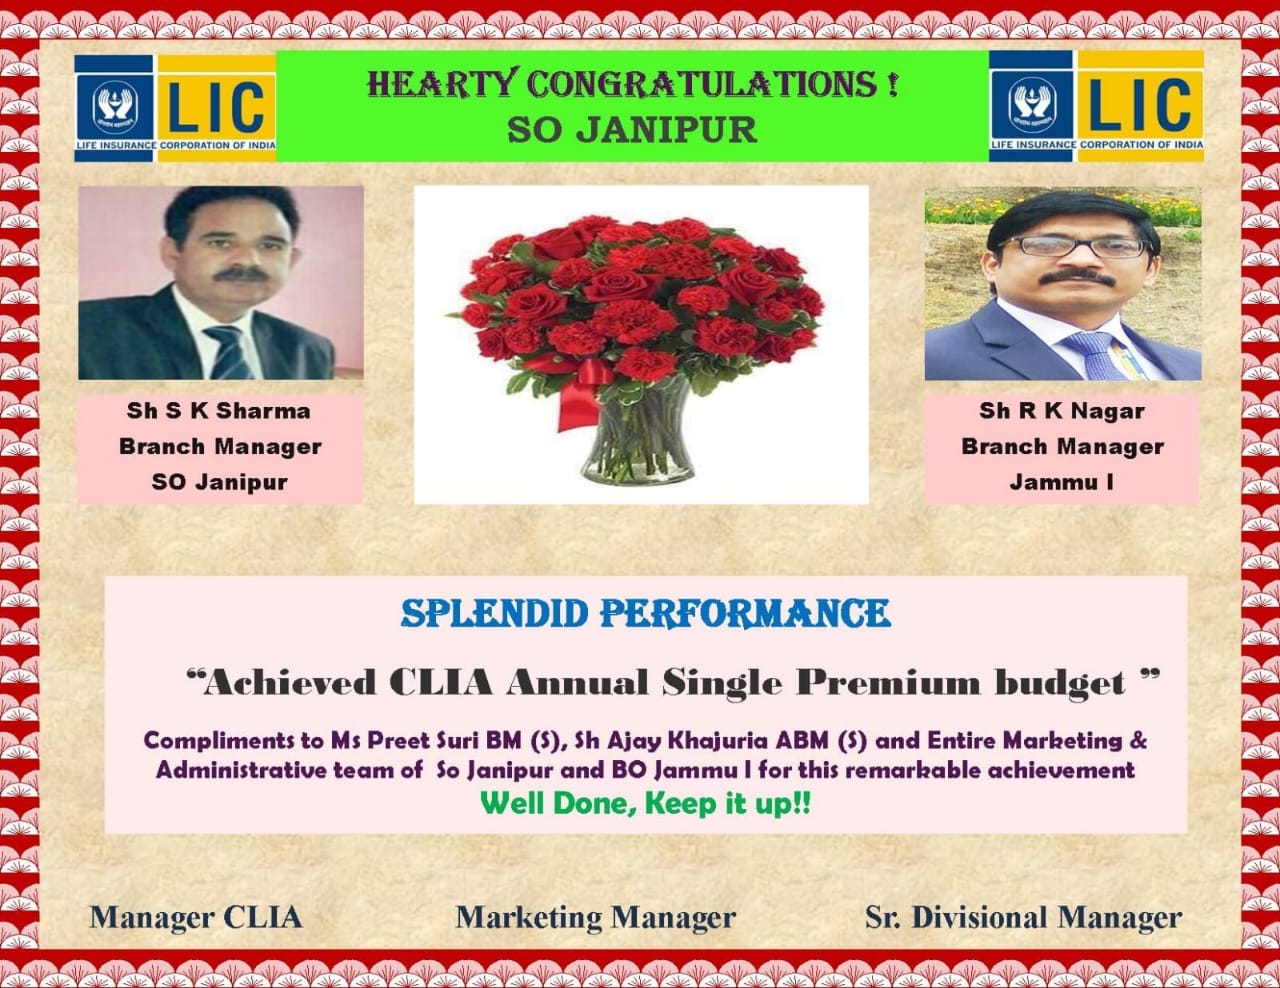 HEARTY CONGRATULATIONS !
SO JANIPUR
LIC
LIFE INSURANCE CORPORATION OF INDIA
LIC
LIFE INSURANCE CORPORATION OF INDIA
Sh S K Sharma
Branch Manager
SO Janipur
Sh R K Nagar
Branch Manager
Jammu I
SPLENDID PERFORMANCE
“Achieved CLIA Annual Single Premium budget ”
Compliments to Ms Preet Suri BM (S), Sh Ajay Khajuria ABM (S) and Entire Marketing &
Administrative team of So Janipur and BO Jammu I for this remarkable achievement
Well Done, Keep it up!!
Manager CLIA
Marketing Manager
Sr. Divisional Manager